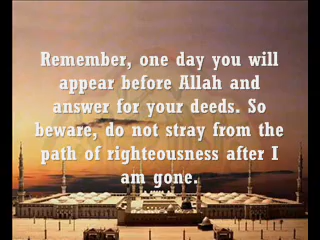 Remember, one day you will
appear before Allah and
answer for your deeds. So
beware, do not stray from the
path of righteousness after I
am gone.